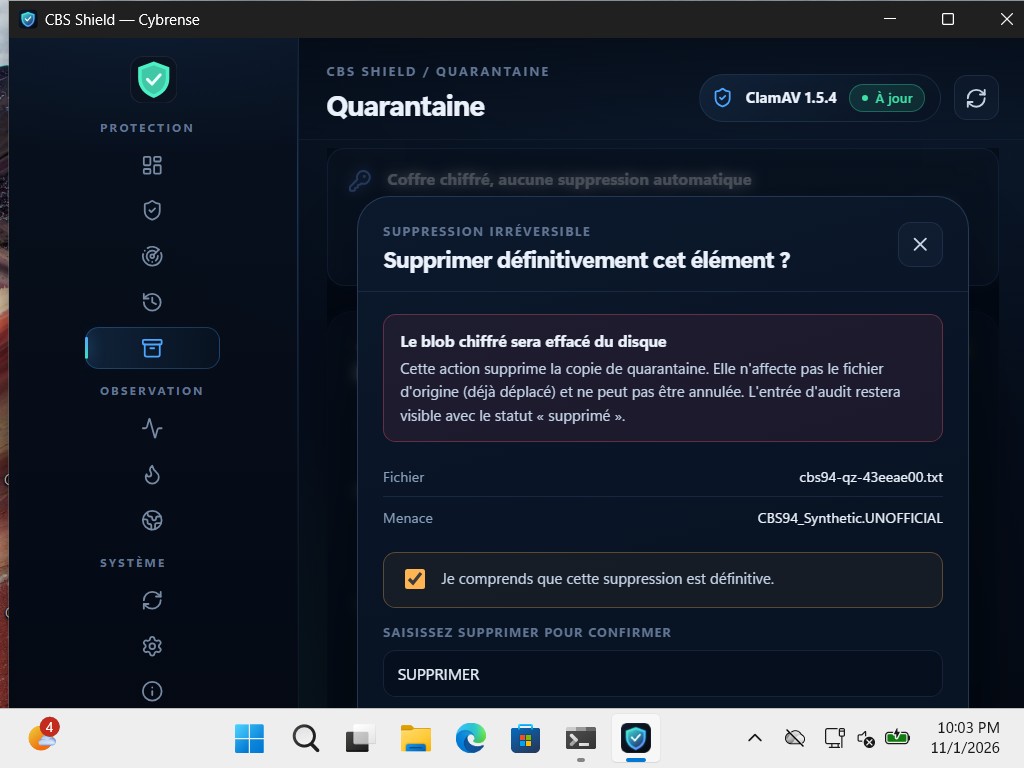 CBS Shield — Cybrense
PROTECTION
OBSERVATION
SYSTÈME
CBS SHIELD / QUARANTAINE
Quarantaine
ClamAV 1.5.4
À jour
Coffre chiffré, aucune suppression automatique
SUPPRESSION IRRÉVERSIBLE
Supprimer définitivement cet élément ?
Le blob chiffré sera effacé du disque
Cette action supprime la copie de quarantaine. Elle n'affecte pas le fichier
d'origine (déjà déplacé) et ne peut pas être annulée. L'entrée d'audit restera
visible avec le statut « supprimé ».
Fichier
cbs94-qz-43eeae00.txt
Menace
CBS94_Synthetic.UNOFFICIAL
Je comprends que cette suppression est définitive.
SAISISSEZ SUPPRIMER POUR CONFIRMER
SUPPRIMER
4
10:03 PM
11/1/2026